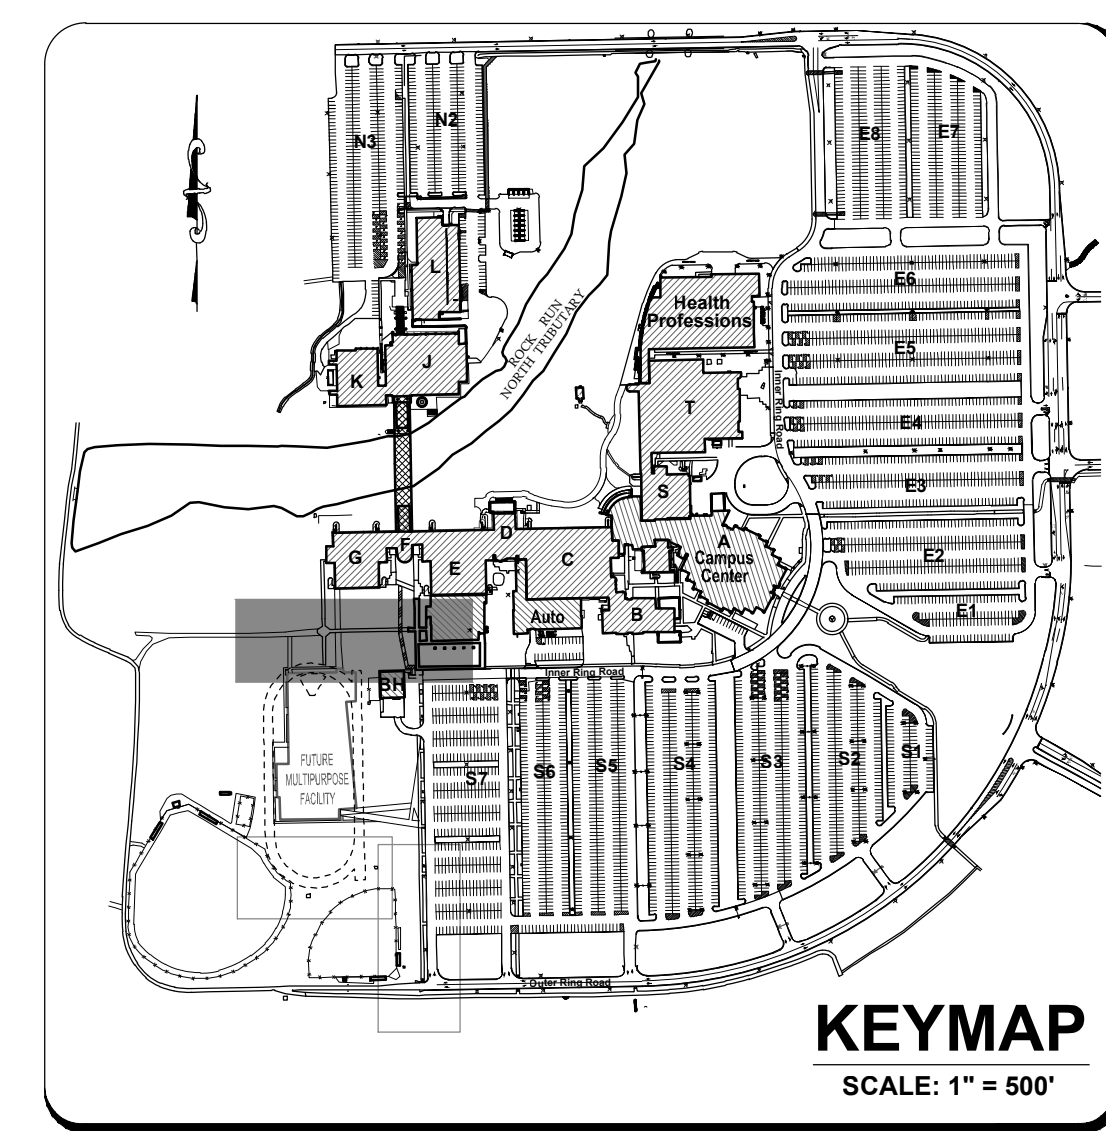 N3
N2
E8
E7
L
E6
Health
Professions
ROCK RUN
NORTH TRIBUTARY
E5
J
K
Inner Ring Road
T
E4
S
E3
D
F
A
Campus
Center
G
E
C
E2
Auto
B
E1
Inner Ring Road
BH
FUTURE
MULTIPURPOSE
FACILITY
S7
S6
S5
S4
S3
S2
S1
Outer Ring Road
KEYMAP
SCALE: 1" = 500'